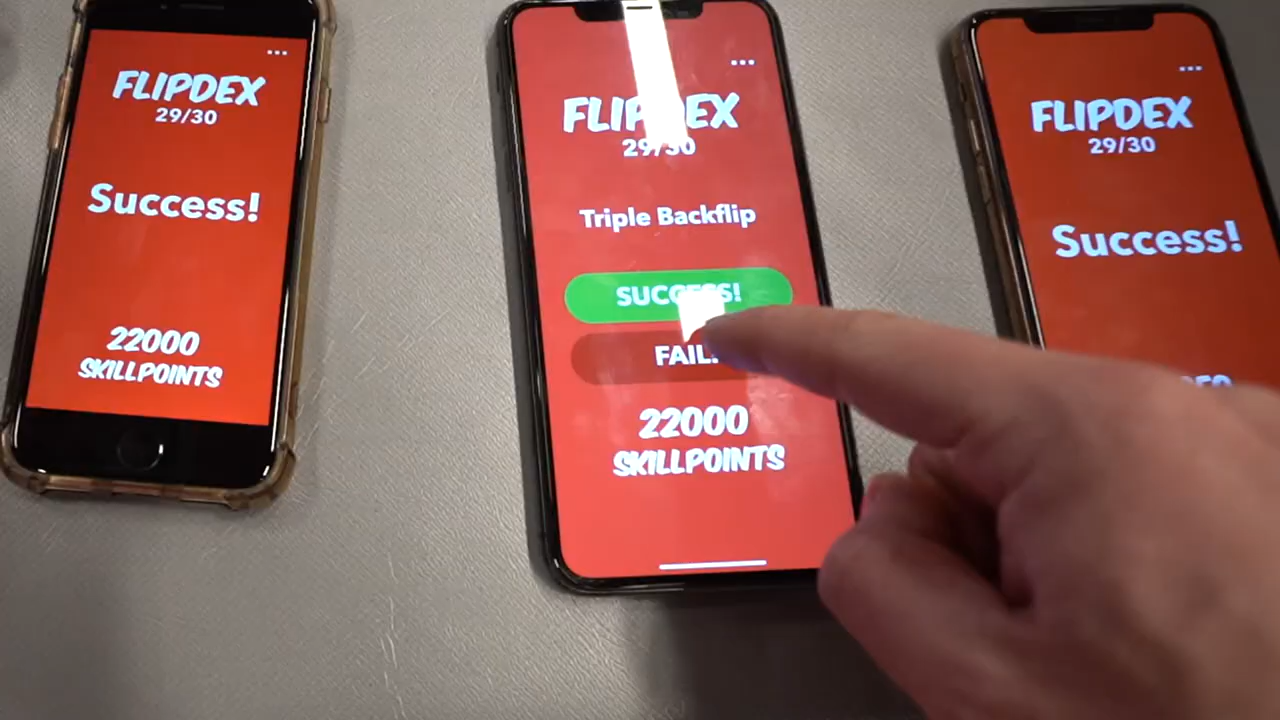 ...
FLIPDEX
29/30
Success!
22000
SKILLPOINTS
...
FLIPDEX
29/30
Triple Backflip
SUCCESS!
FAIL!
22000
SKILLPOINTS
...
FLIPDEX
29/30
Success!